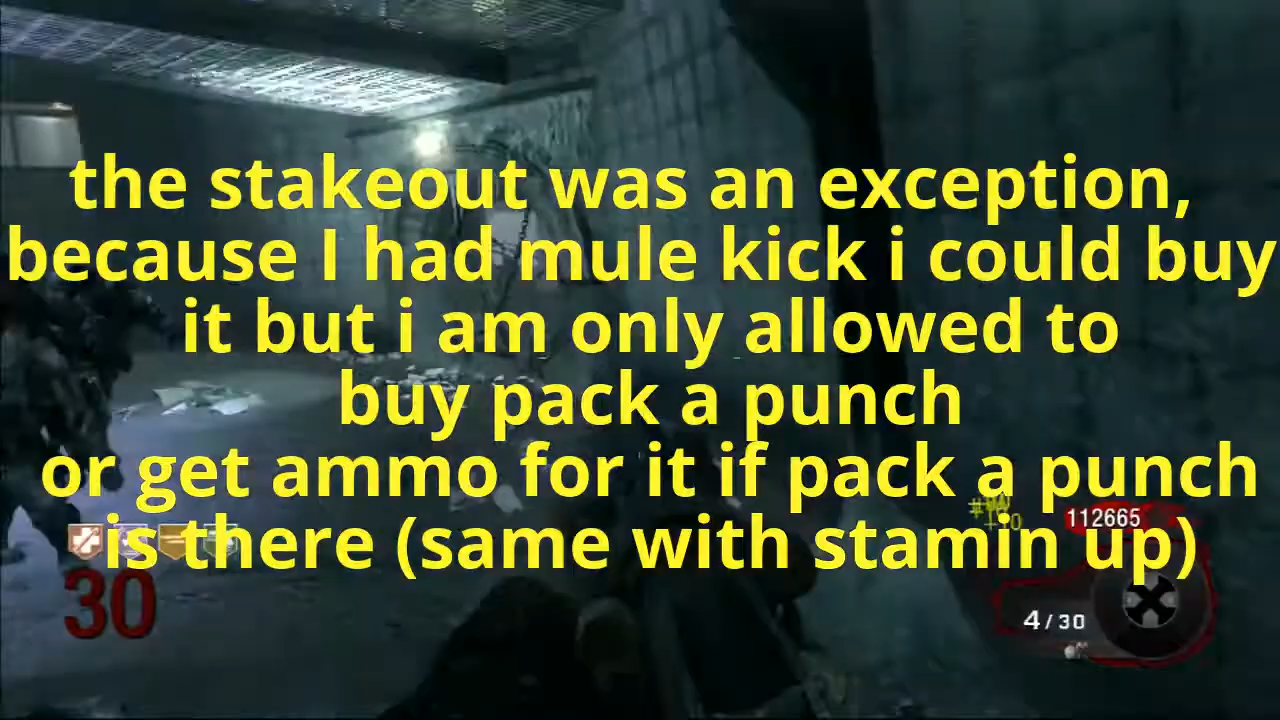 the stakeout was an exception,
because I had mule kick i could buy
it but i am only allowed to
buy pack a punch
or get ammo for it if pack a punch
is there (same with stamin up)
112665
30
4/30